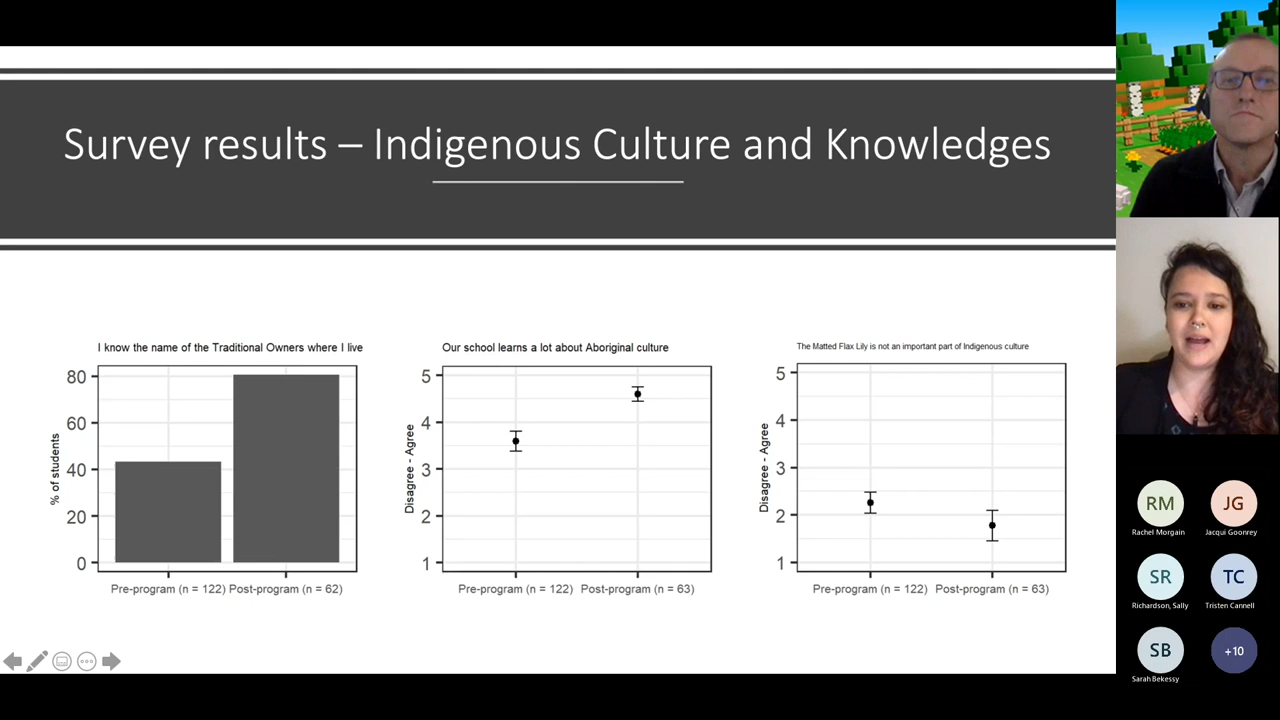 Survey results – Indigenous Culture and Knowledges
I know the name of the Traditional Owners where I live
% of students
80
60
40
20
0
Pre-program (n = 122) Post-program (n = 62)
Our school learns a lot about Aboriginal culture
Disagree - Agree
5
4
3
2
1
Pre-program (n = 122) Post-program (n = 63)
The Matted Flax Lily is not an important part of Indigenous culture
Disagree - Agree
5
4
3
2
1
Pre-program (n = 122) Post-program (n = 63)
RM
Rachel Morgain
JG
Jacqui Goonrey
SR
Richardson, Sally
TC
Tristen Cannell
SB
Sarah Bekessy
+10